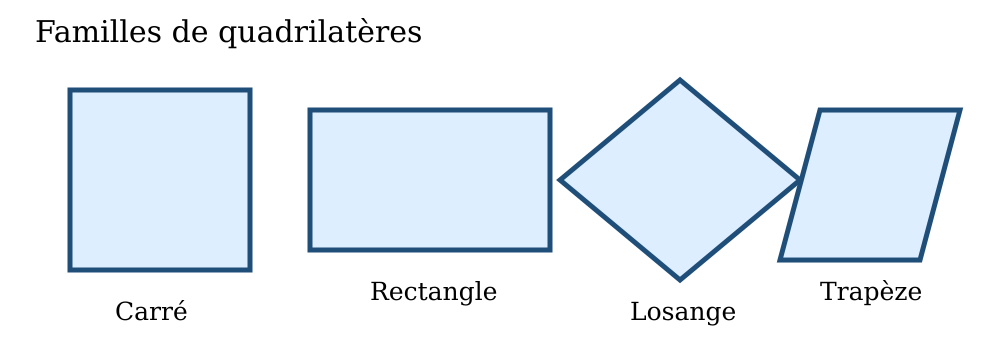 Familles de quadrilatères
Carré
Rectangle
Losange
Trapèze